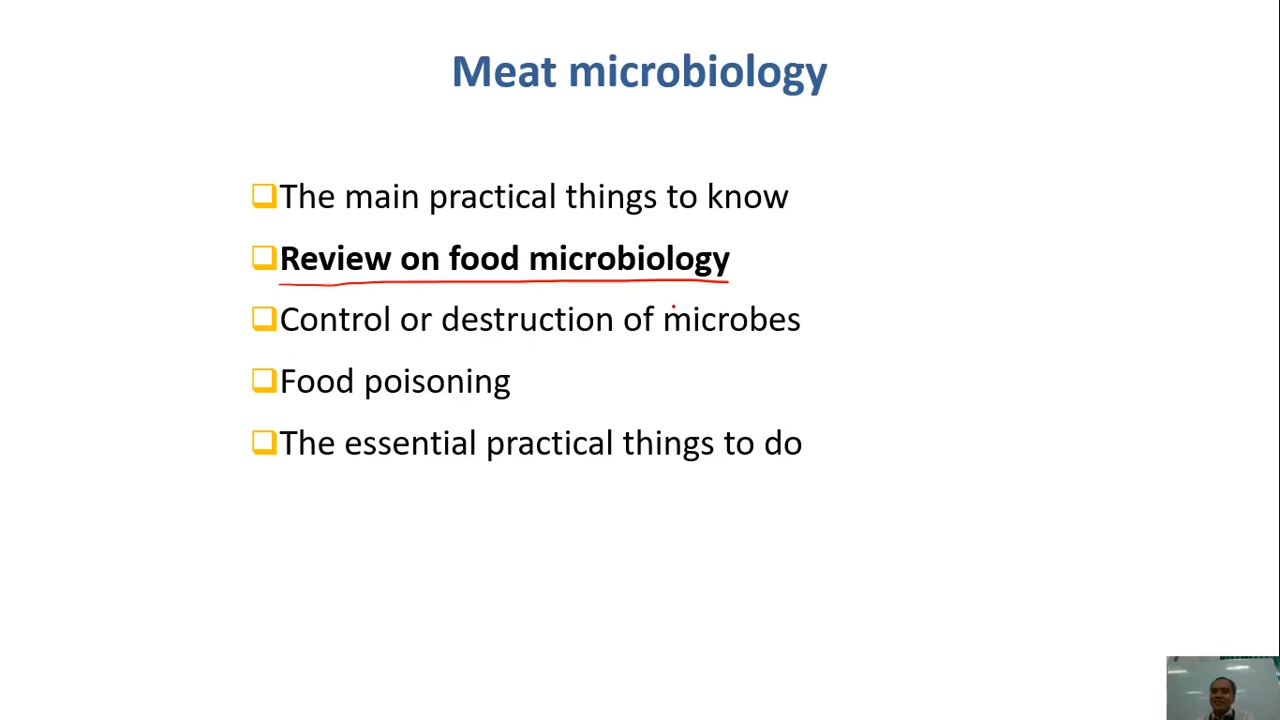 Meat microbiology
The main practical things to know
Review on food microbiology
Control or destruction of microbes
Food poisoning
The essential practical things to do